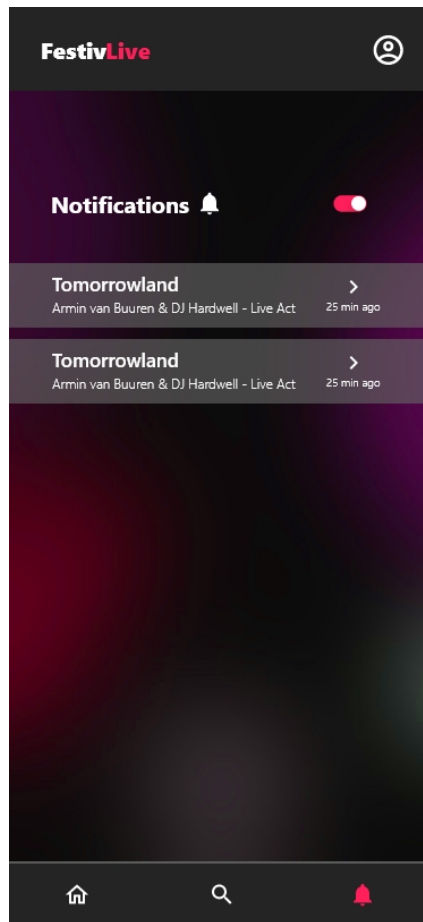 FestivLive
Notifications
Tomorrowland
Armin van Buuren & DJ Hardwell - Live Act
25 min ago
Tomorrowland
Armin van Buuren & DJ Hardwell - Live Act
25 min ago